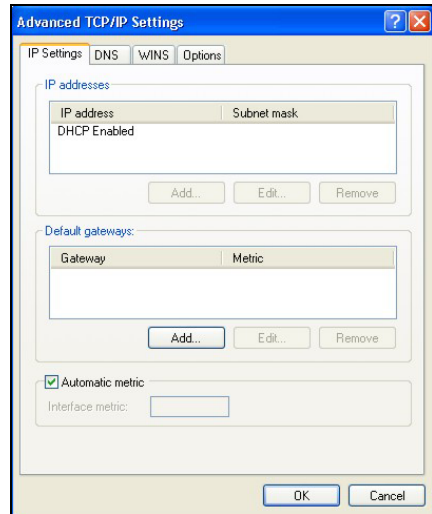 Advanced TCP/IP Settings
IP Settings DNS WINS Options
IP addresses
IP address Subnet mask
DHCP Enabled
Add... Edit... Remove
Default gateways:
Gateway Metric
Add... Edit... Remove
Automatic metric
Interface metric:
OK Cancel